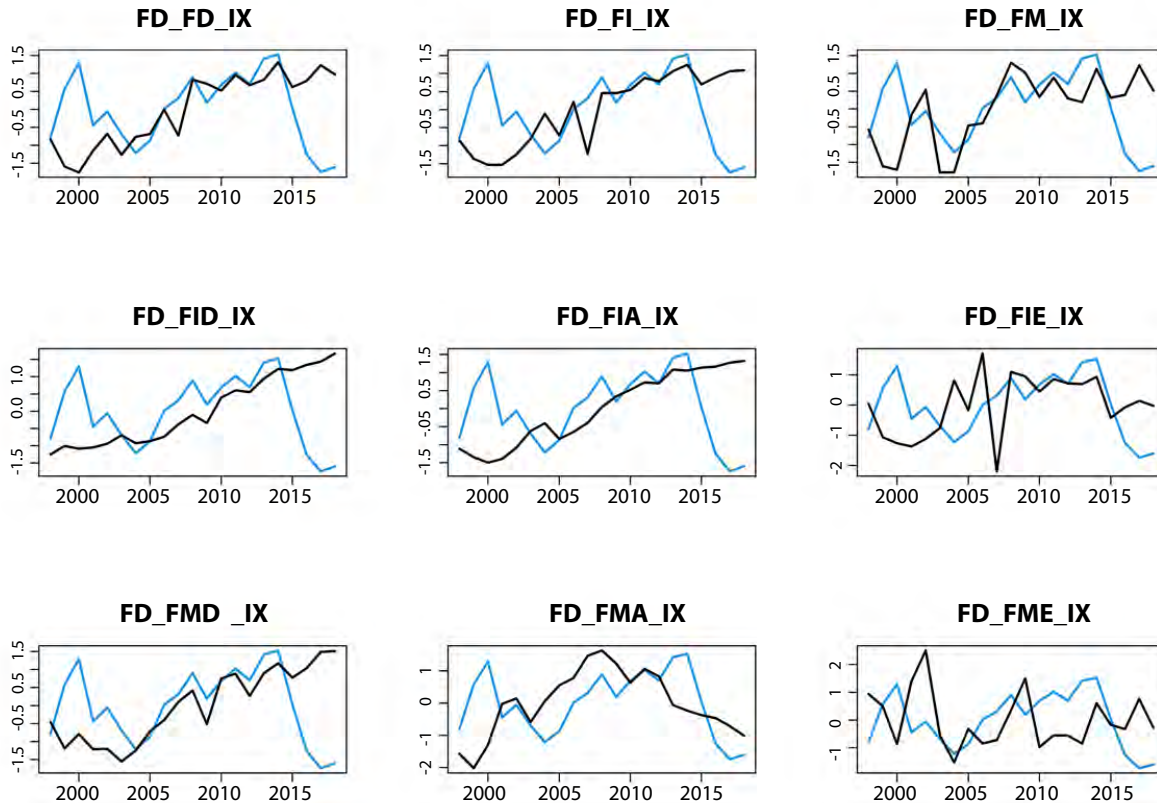 FD_FD_IX FD_FI_IX FD_FM_IX
1.5 1.5 1.5
0.5 0.5 0.5
-0.5 -0.5 -0.5
-1.5 -1.5 -1.5
2000 2005 2010 2015 2000 2005 2010 2015 2000 2005 2010 2015
FD_FID_IX FD_FIA_IX FD_FIE_IX
1.0 1.5 1
0.0 0.5 0
-0.5 -1
-1.5 -1.5 -2
2000 2005 2010 2015 2000 2005 2010 2015 2000 2005 2010 2015
FD_FMD _IX FD_FMA_IX FD_FME_IX
1.5 1 2
0.5 0 1
-0.5 -1 0
-1.5 -2 -1
2000 2005 2010 2015 2000 2005 2010 2015 2000 2005 2010 2015